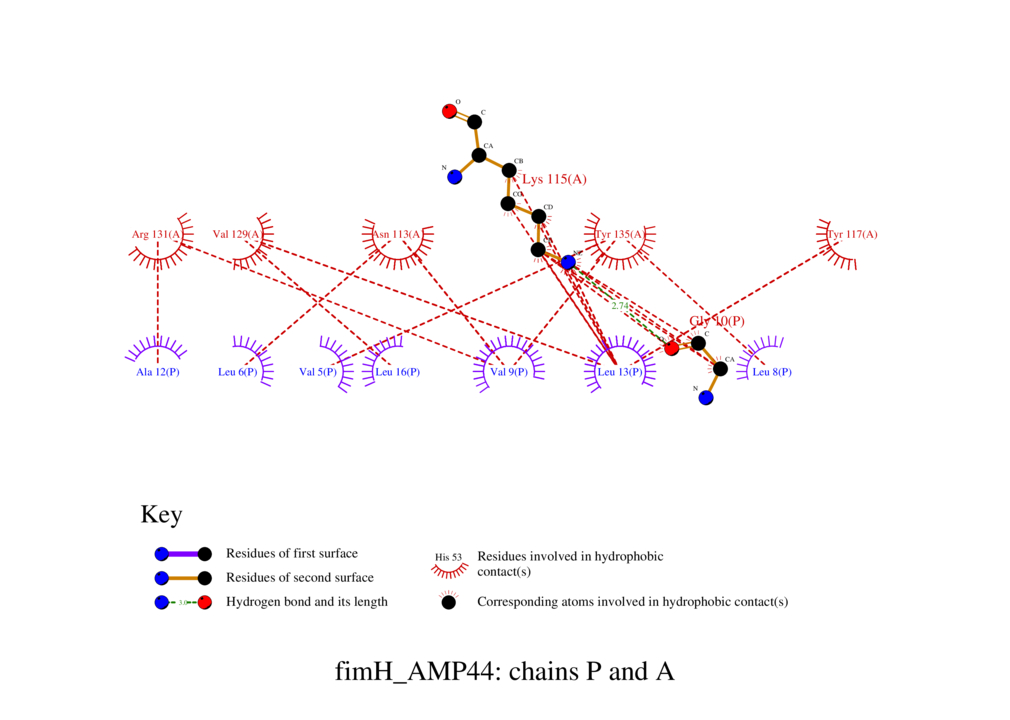 O
C
CA
N
CB
Lys 115(A)
CG
CD
Arg 131(A
Val 129(A)
Asn 113(A)
Tyr 135(A)
Tyr 117(A)
2.74
Gly 10(P)
C
CA
N
Ala 12(P)
Leu 6(P)
Val 5(P)
Leu 16(P)
Val 9(P)
Leu 13(P)
Leu 8(P)
Key
Residues of first surface
Residues of second surface
3.0
Hydrogen bond and its length
His 53
Residues involved in hydrophobic
contact(s)
Corresponding atoms involved in hydrophobic contact(s)
fimH_AMP44: chains P and A